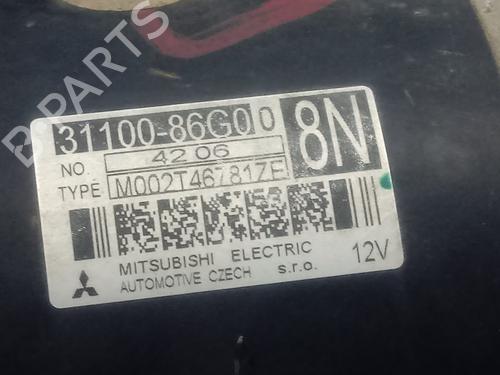 B-PARTS
31100-86G00
8N
NO. 4206
TYPE M002T46781ZE
MITSUBISHI ELECTRIC
AUTOMOTIVE CZECH s.r.o. 12V